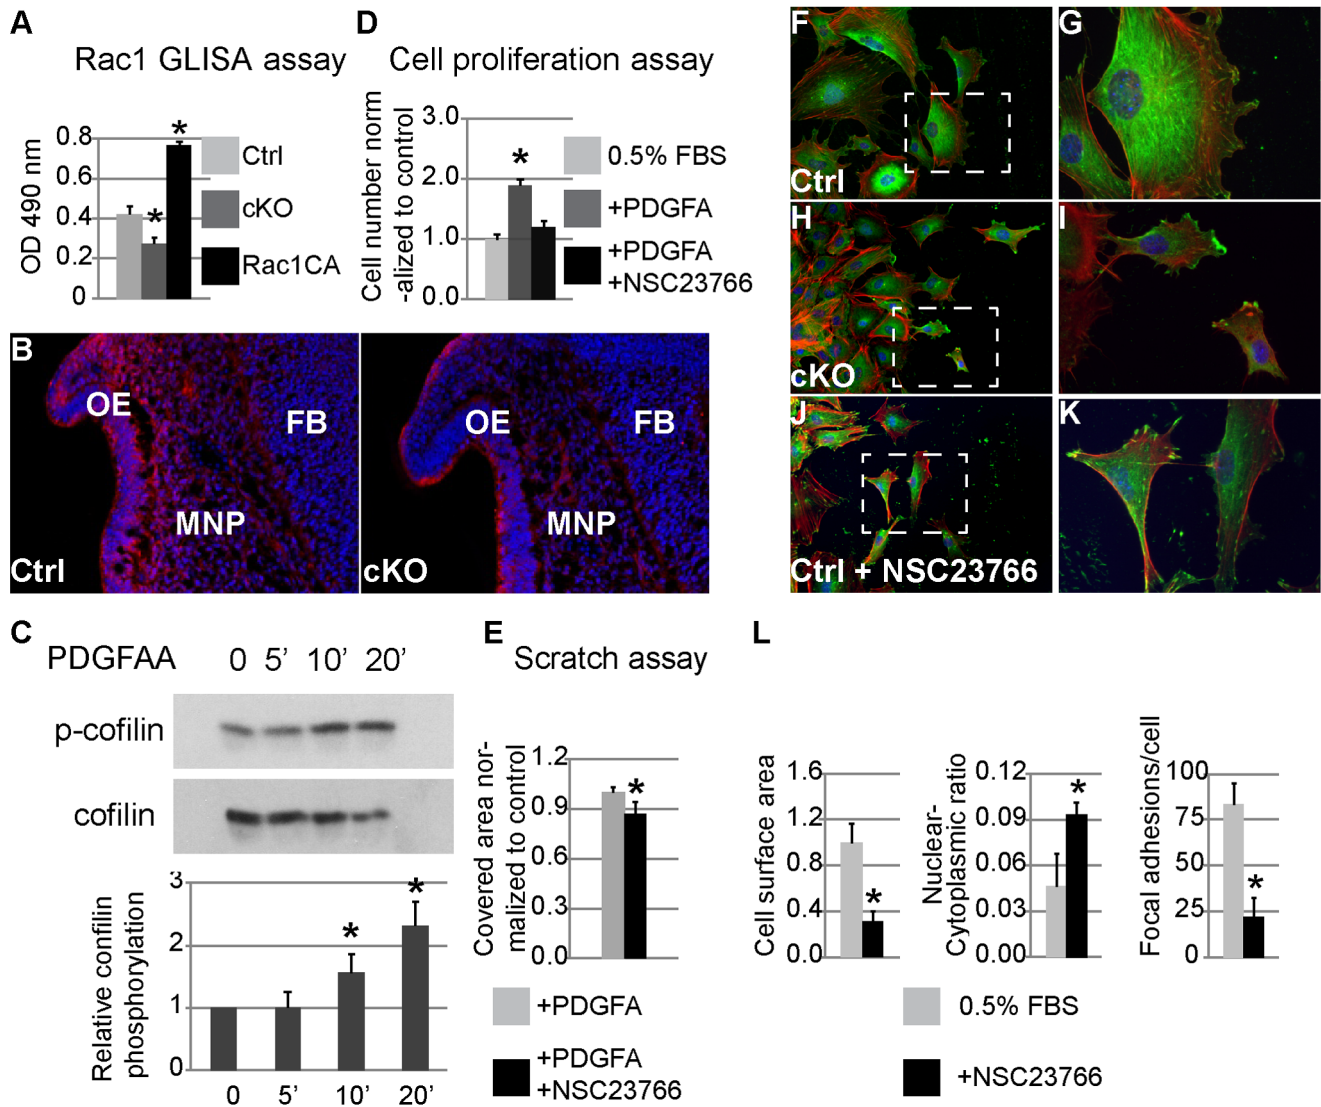 A
Rac1 GLISA assay
OD 490 nm
0.8
0.6
0.4
0.2
0
*
*
Ctrl
cKO
Rac1CA
D
Cell proliferation assay
Cell number norm
-alized to control
3.0
2.0
1.0
0.0
*
0.5% FBS
+PDGFA
+PDGFA
+NSC23766
B
OE
FB
MNP
Ctrl
OE
FB
MNP
cKO
C
PDGFAA 0 5’ 10’ 20’
p-cofilin
cofilin
Relative confilin
phosphorylation
3
2
1
0
*
*
0 5’ 10’ 20’
E
Scratch assay
Covered area nor-
malized to control
1.2
0.9
0.6
0.3
0.0
*
+PDGFA
+PDGFA
+NSC23766
F
Ctrl
G
H
cKO
I
J
Ctrl + NSC23766
K
L
Cell surface area
1.6
1.2
0.8
0.4
0.0
*
Nuclear-
Cytoplasmic ratio
0.12
0.09
0.06
0.03
0.00
*
Focal adhesions/cell
100
75
50
25
0
*
0.5% FBS
+NSC23766